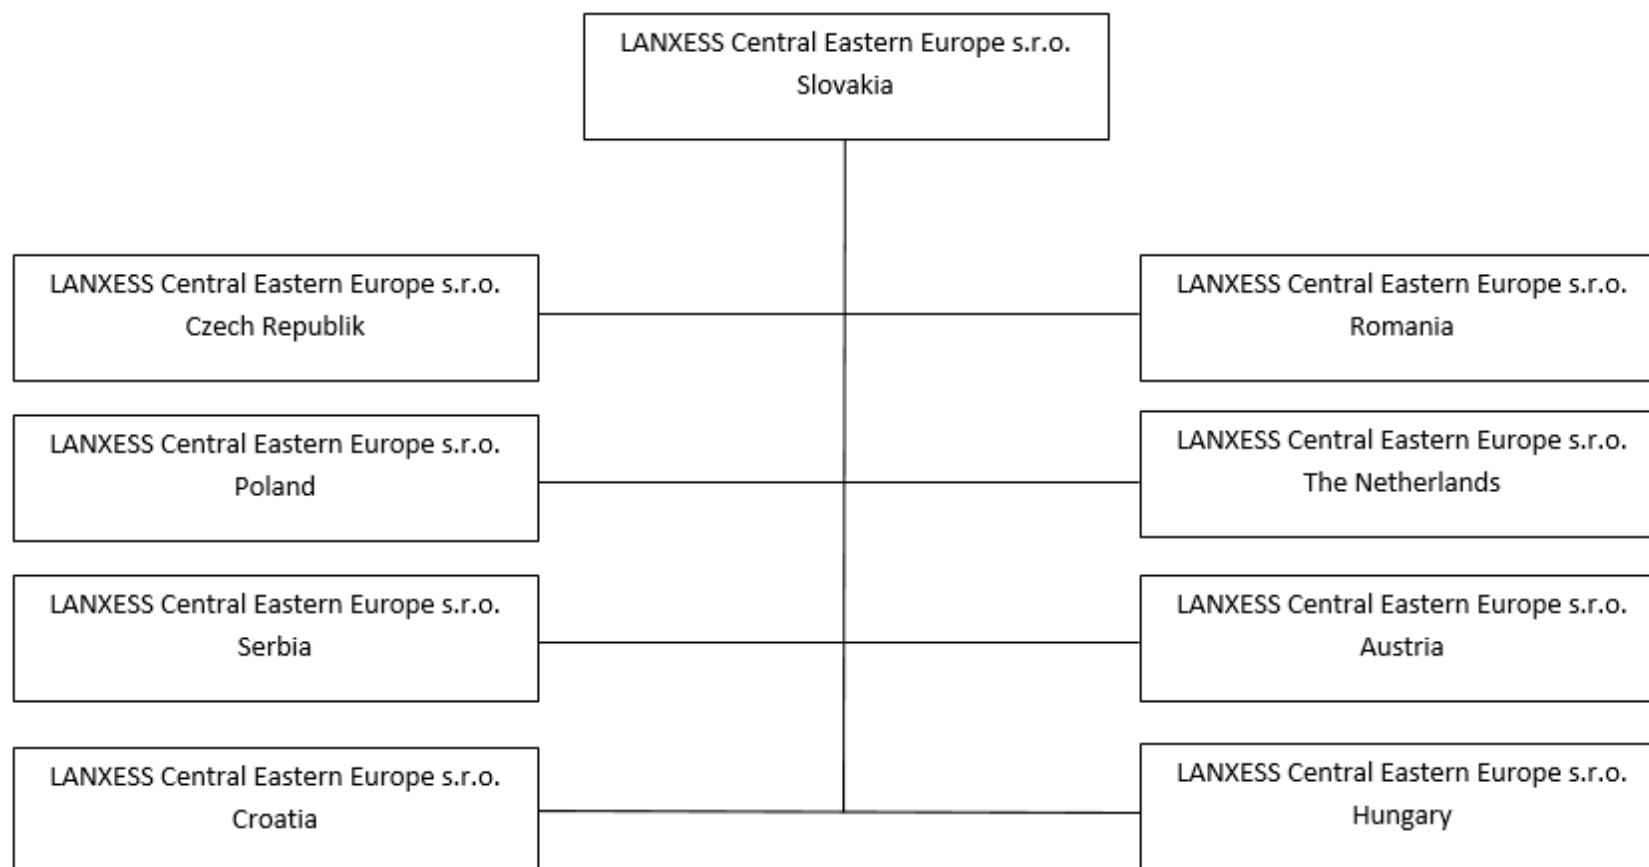 LANXESS Central Eastern Europe s.r.o.
Slovakia
LANXESS Central Eastern Europe s.r.o.
Czech Republik
LANXESS Central Eastern Europe s.r.o.
Romania
LANXESS Central Eastern Europe s.r.o.
Poland
LANXESS Central Eastern Europe s.r.o.
The Netherlands
LANXESS Central Eastern Europe s.r.o.
Serbia
LANXESS Central Eastern Europe s.r.o.
Austria
LANXESS Central Eastern Europe s.r.o.
Croatia
LANXESS Central Eastern Europe s.r.o.
Hungary